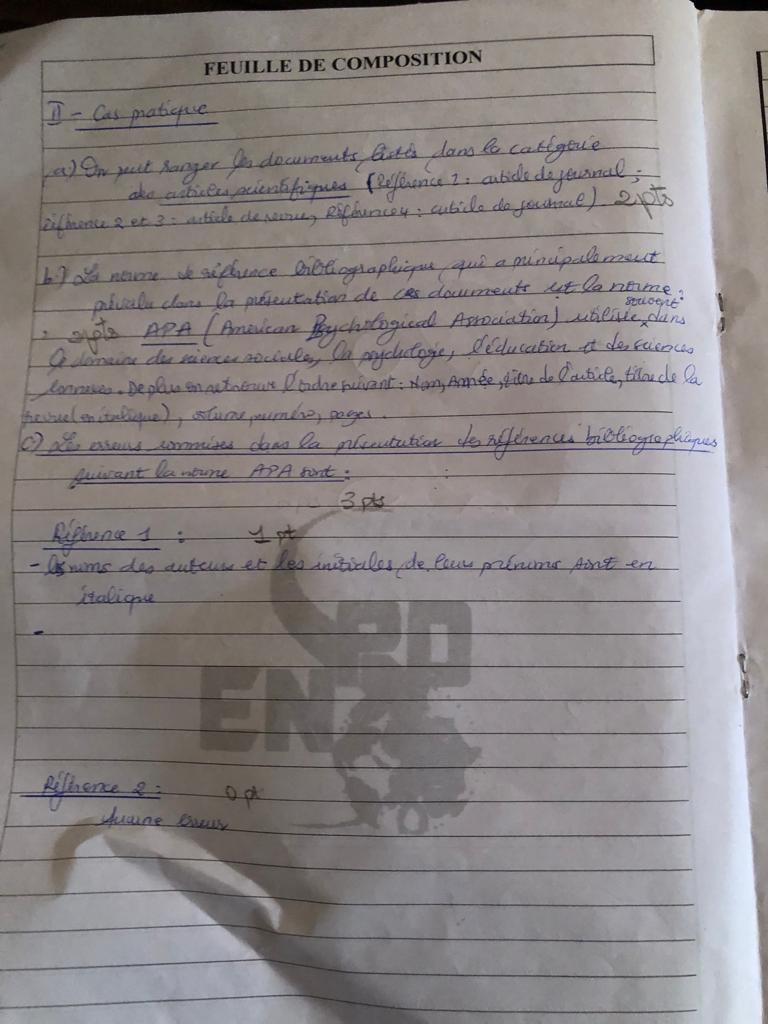 FEUILLE DE COMPOSITION
II - Cas pratique
a) On peut ranger les documents listés dans la catégorie
des articles scientifiques (Référence 1 : article de journal ;
référence 2 et 3 : article de revue, Référence 4 : article de journal). 2 pts
b) La norme de référence bibliographique qui a principalement
prévalu dans la présentation de ces documents est la norme
souvent
2 pts APA (American Psychological Association) utilisée dans
le domaine des sciences sociales, la psychologie, l'éducation et des sciences
connexes. De plus on retrouve l'ordre suivant : Nom, Année, titre de l'article, titre de la
revue (en italique), volume, numéro, pages.
c) Les erreurs commises dans la présentation des références bibliographiques
suivant la norme APA sont :
3 pts
Référence 1 : 1 pt
- les noms des auteurs et les initiales de leurs prénoms sont en
italique
-
EN PO
Référence 2 : 0 pt
Aucune erreur